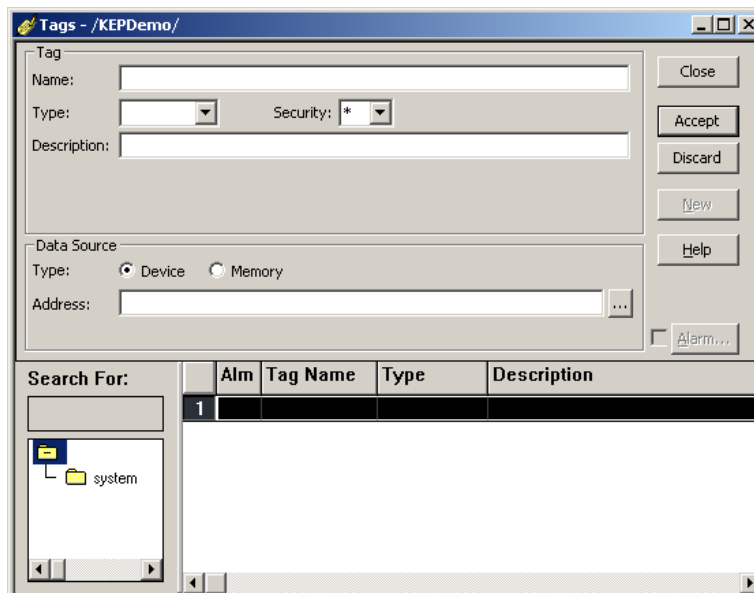 Tags - /KEPDemo/
Tag
Name:
Close
Type:
Security: *
Accept
Description:
Discard
New
Data Source
Help
Type: Device Memory
Address: ...
Alarm...
Search For:
Alm Tag Name Type Description
1
system